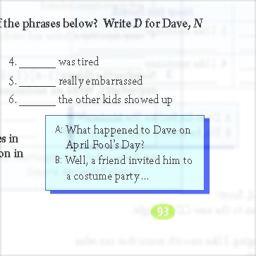 f the phrases below? Write D for Dave, N
4. ______ was tired
5. ______ really embarrassed
6. ______ the other kids showed up
es in
on in
A: What happened to Dave on
April Fool's Day?
B: Well, a friend invited him to
a costume party...
93